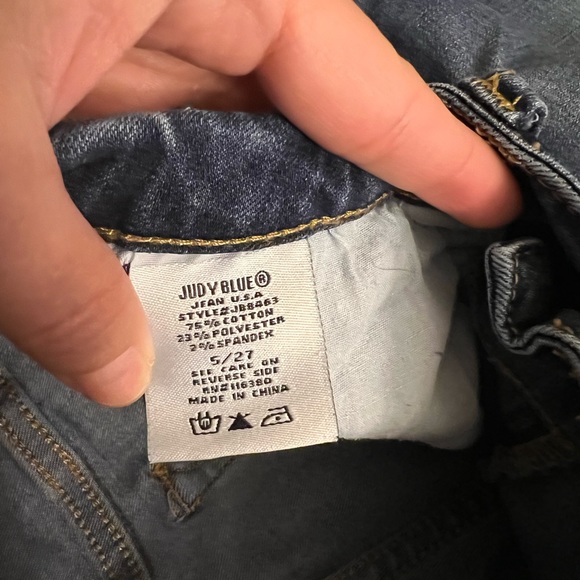 JUDY BLUE®
JEAN U.S.A
STYLE#JB8463
75%COTTON
23%POLYESTER
2%SPANDEX
5/27
SEE CARE ON
REVERSE SIDE
RN#116380
MADE IN CHINA